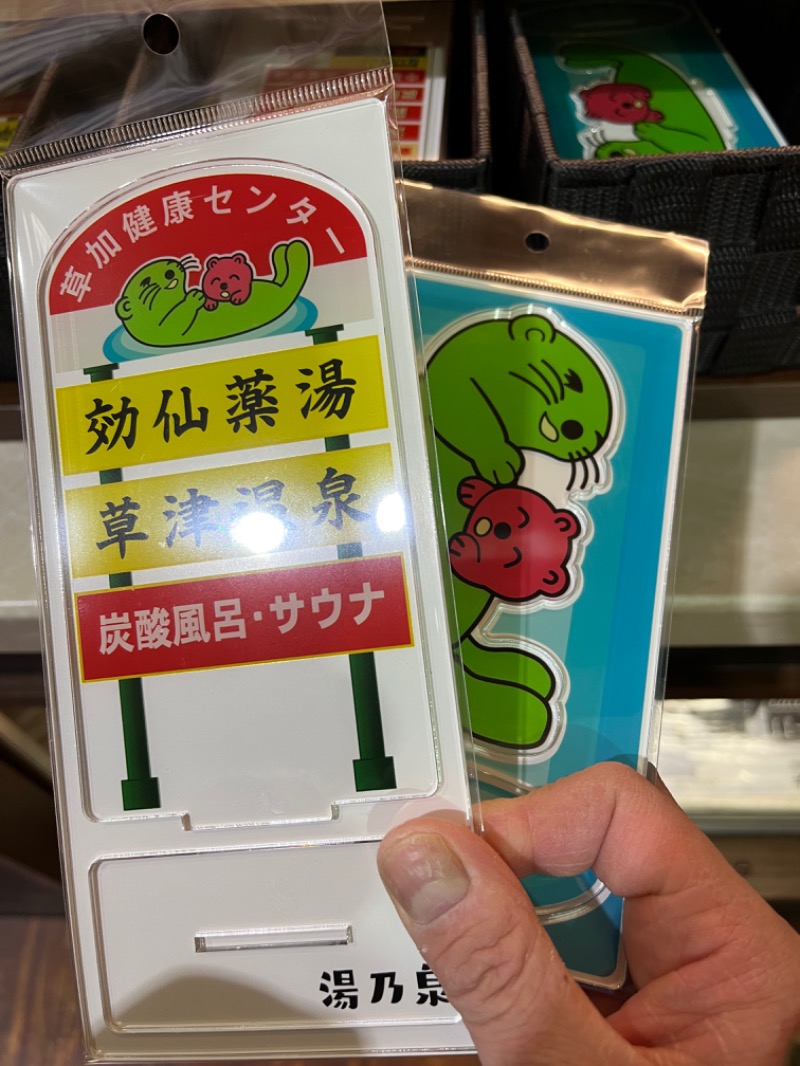 草加健康センター
効仙薬湯
草津温泉
炭酸風呂・サウナ
湯乃泉